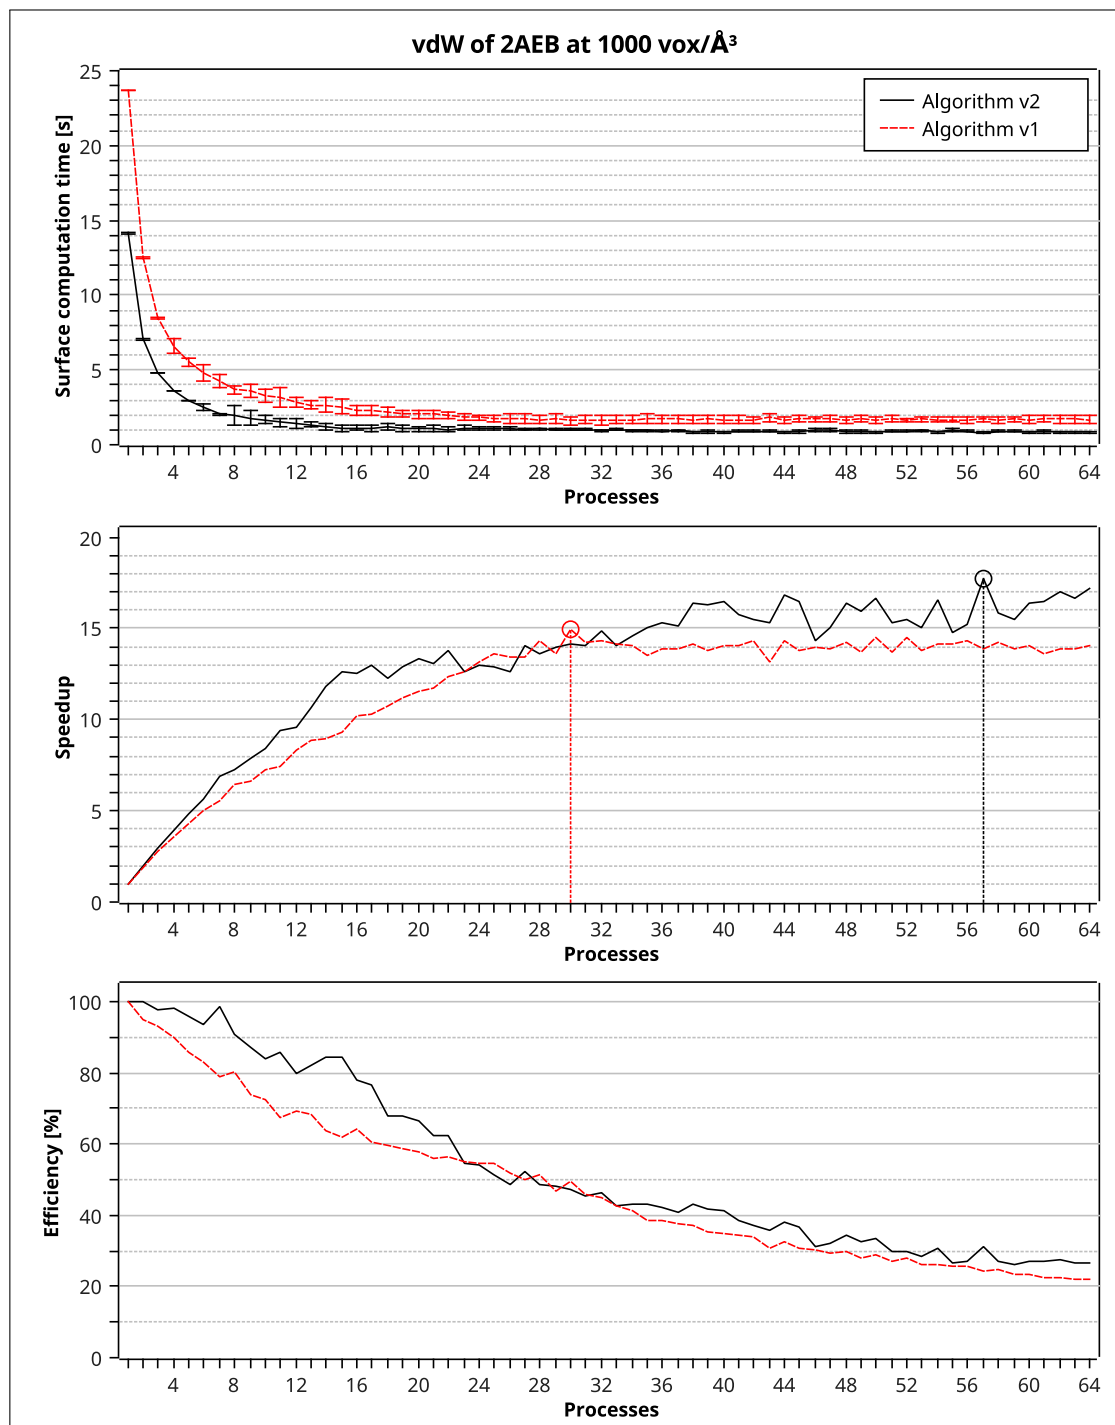 vdW of 2AEB at 1000 vox/Å³
Surface computation time [s]
25
20
15
10
5
0
Algorithm v2
Algorithm v1
4 8 12 16 20 24 28 32 36 40 44 48 52 56 60 64
Processes
Speedup
20
15
10
5
0
4 8 12 16 20 24 28 32 36 40 44 48 52 56 60 64
Processes
Efficiency [%]
100
80
60
40
20
0
4 8 12 16 20 24 28 32 36 40 44 48 52 56 60 64
Processes